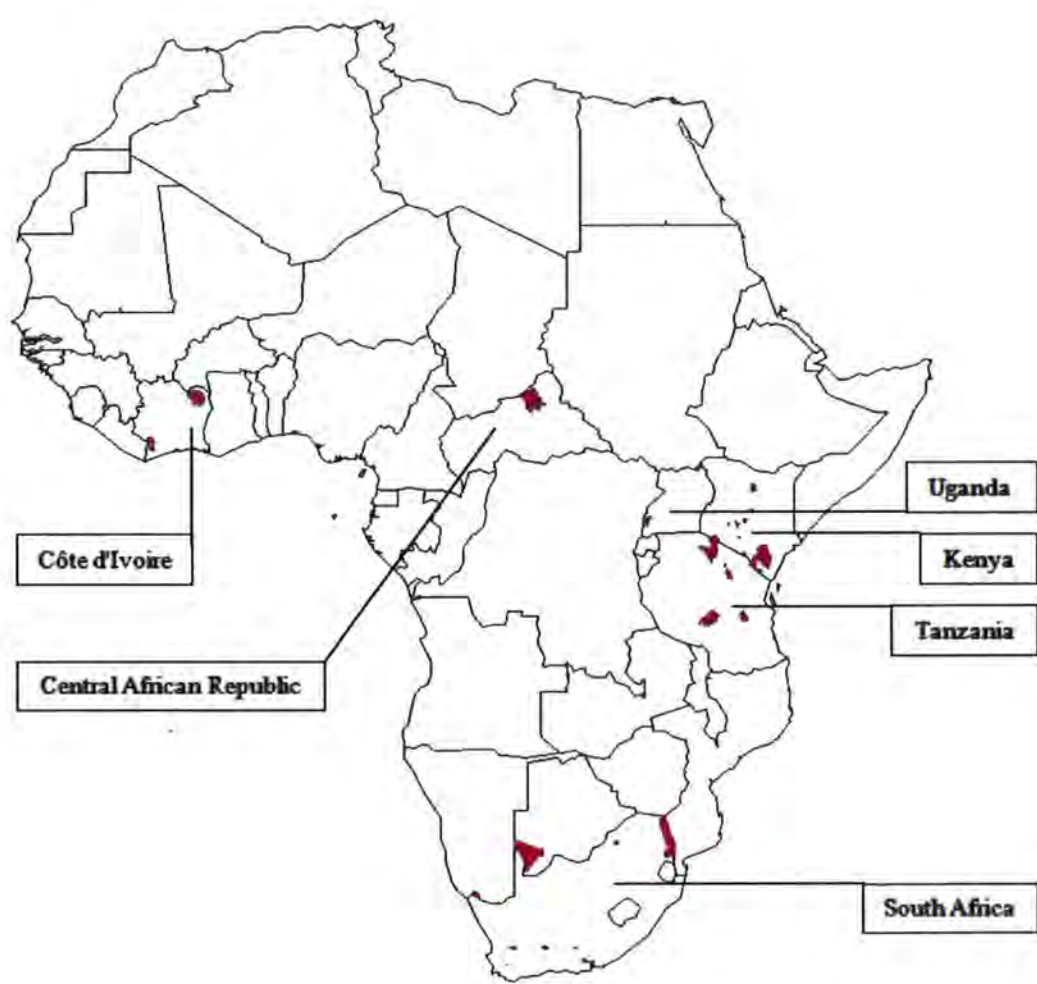 Uganda
Côte d'Ivoire
Kenya
Tanzania
Central African Republic
South Africa